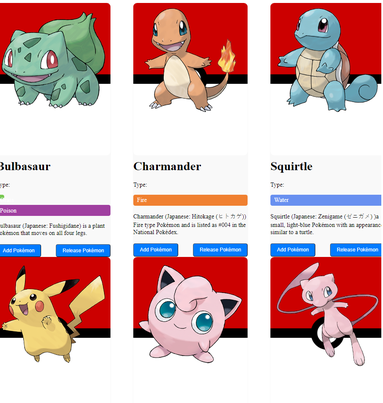 Bulbasaur
Charmander
Squirtle
Type:
Type:
Type:
Poison
Fire
Water
Bulbasaur (Japanese: Fushigidane) is a plant
Pokémon that moves on all four legs.
Charmander (Japanese: Hitokage (ヒトカゲ))
Fire type Pokémon and is listed as #004 in the
National Pokédex.
Squirtle (Japanese: Zenigame (ゼニガメ) )a
small, light-blue Pokémon with an appearance
similar to a turtle.
Add Pokémon
Release Pokémon
Add Pokémon
Release Pokémon
Add Pokémon
Release Pokémon